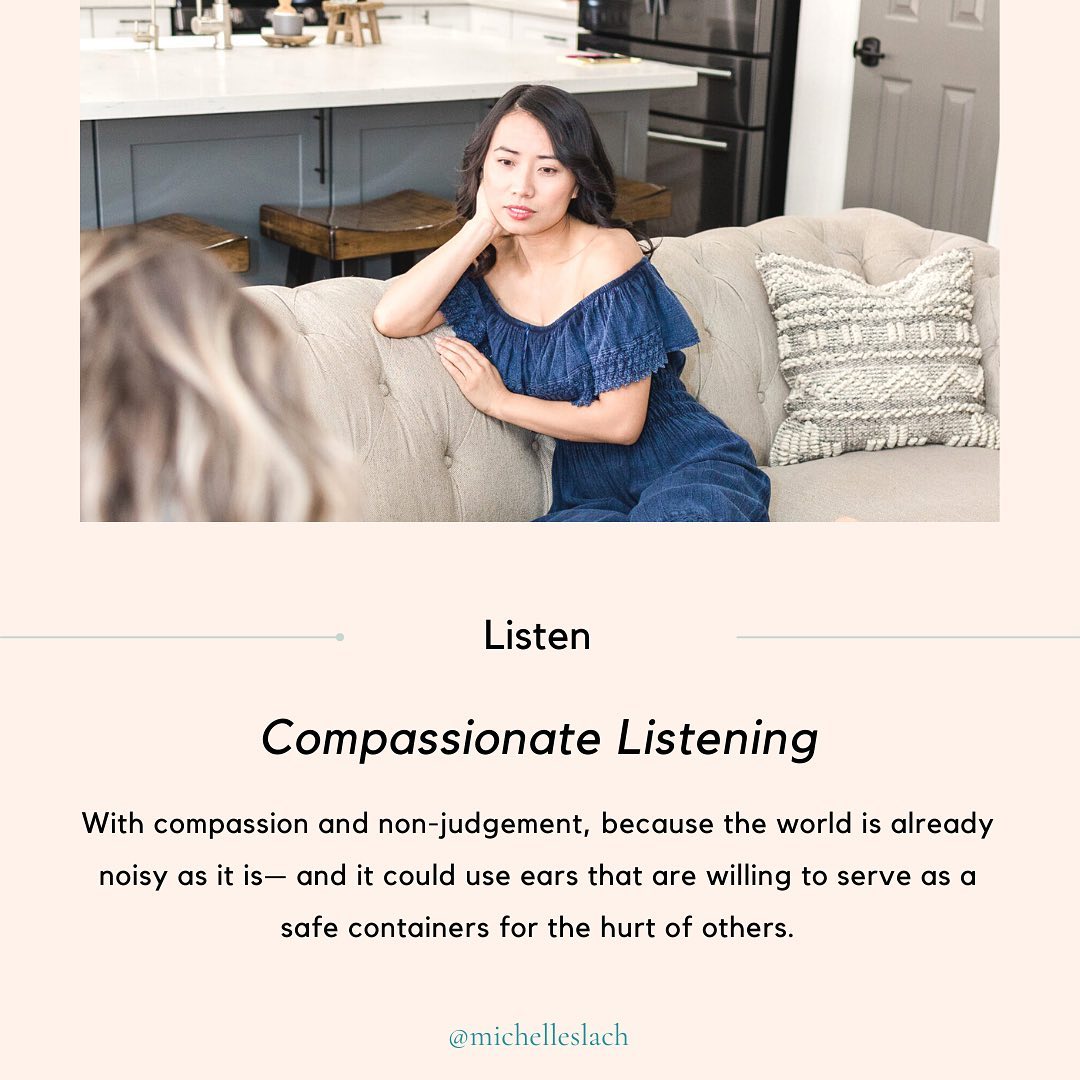 Listen
Compassionate Listening
With compassion and non-judgement, because the world is already
noisy as it is— and it could use ears that are willing to serve as a
safe containers for the hurt of others.
@michelleslach